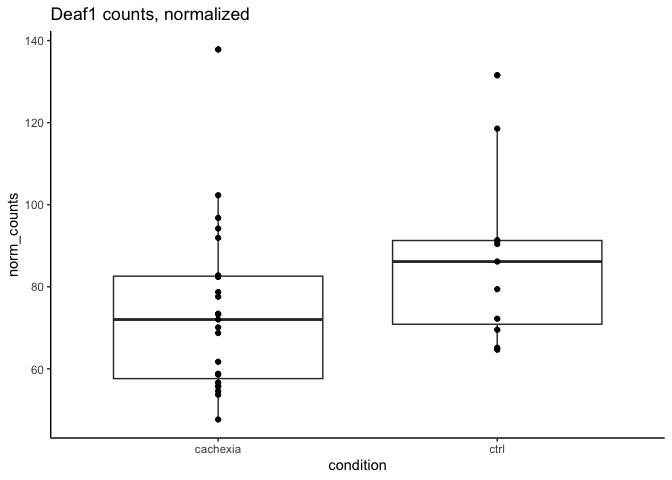 Deaf1 counts, normalized
140
120
100
80
60
norm_counts
cachexia
ctrl
condition